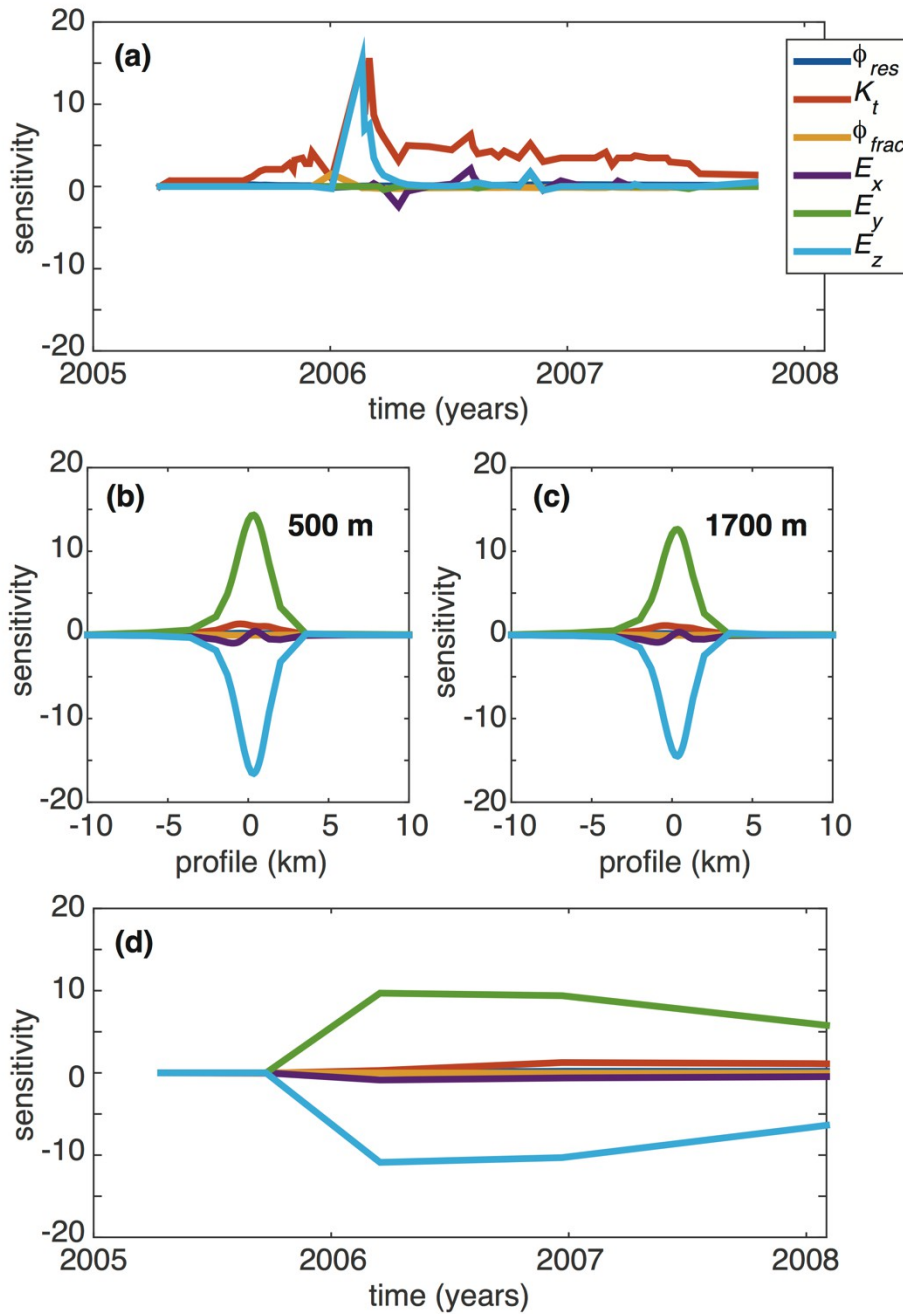 20
(a)
ϕres
Kt
ϕfrac
Ex
Ey
Ez
10
0
-10
-20
sensitivity
2005 2006 2007 2008
time (years)
20
(b)
500 m
10
0
-10
-20
sensitivity
-10 -5 0 5 10
profile (km)
20
(c)
1700 m
10
0
-10
-20
sensitivity
-10 -5 0 5 10
profile (km)
20
(d)
10
0
-10
-20
sensitivity
2005 2006 2007 2008
time (years)